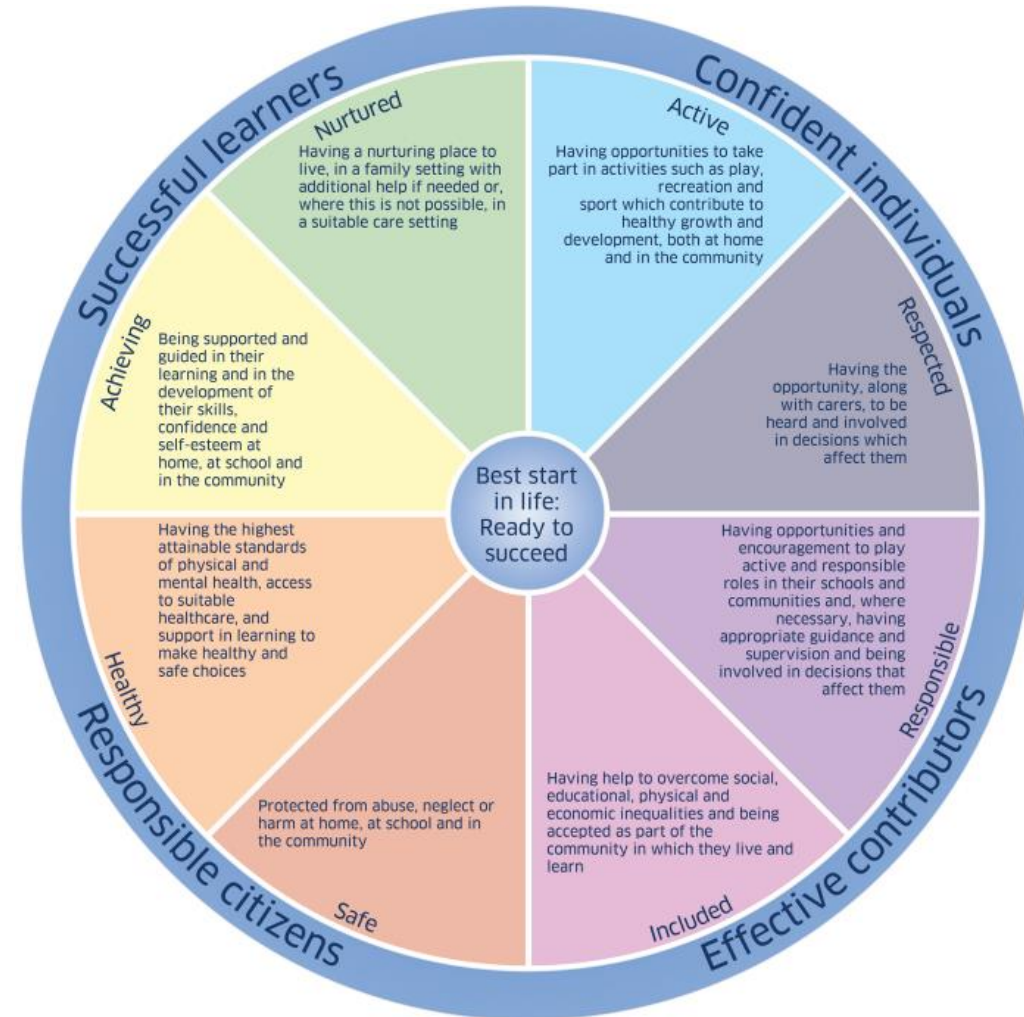 Successful learners
Confident individuals
Nurtured
Having a nurturing place to
live, in a family setting with
additional help if needed or,
where this is not possible, in
a suitable care setting
Active
Having opportunities to take
part in activities such as play,
recreation and
sport which contribute to
healthy growth and
development, both at home
and in the community
Achieving
Being supported and
guided in their
learning and in the
development of
their skills,
confidence and
self-esteem at
home, at school and
in the community
Respected
Having the
opportunity, along
with carers, to be
heard and involved
in decisions which
affect them
Best start
in life:
Ready to
succeed
Healthy
Having the highest
attainable standards
of physical and
mental health, access
to suitable
healthcare, and
support in learning to
make healthy and
safe choices
Responsible
Having opportunities and
encouragement to play
active and responsible
roles in their schools and
communities and, where
necessary, having
appropriate guidance and
supervision and being
involved in decisions that
affect them
Safe
Protected from abuse, neglect or
harm at home, at school and in
the community
Included
Having help to overcome social,
educational, physical and
economic inequalities and being
accepted as part of the
community in which they live and
learn
Responsible citizens
Effective contributors